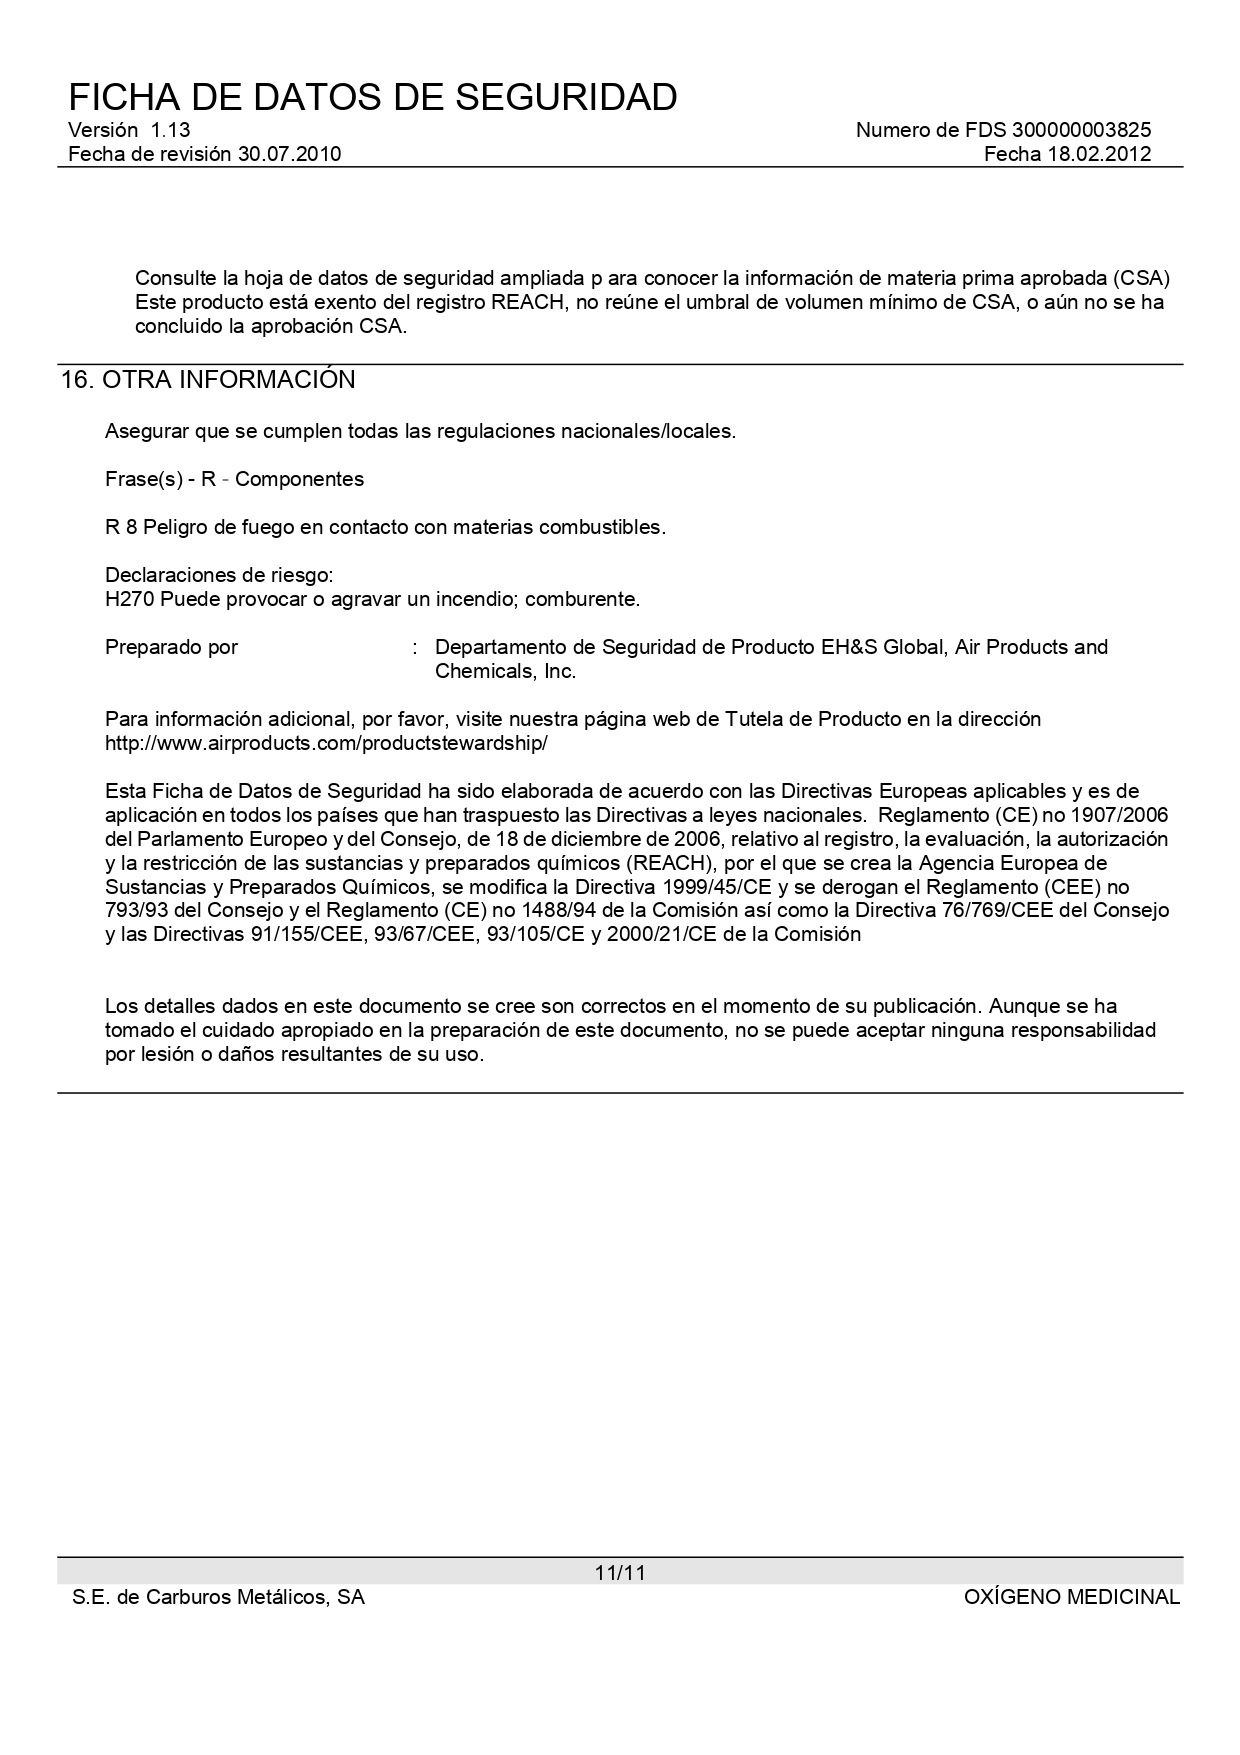 FICHA DE DATOS DE SEGURIDAD
Versión 1.13
Numero de FDS 300000003825
Fecha de revisión 30.07.2010
Fecha 18.02.2012
Consulte la hoja de datos de seguridad ampliada p ara conocer la información de materia prima aprobada (CSA)
Este producto está exento del registro REACH, no reúne el umbral de volumen mínimo de CSA, o aún no se ha
concluido la aprobación CSA.
16. OTRA INFORMACIÓN
Asegurar que se cumplen todas las regulaciones nacionales/locales.
Frase(s) - R - Componentes
R 8 Peligro de fuego en contacto con materias combustibles.
Declaraciones de riesgo:
H270 Puede provocar o agravar un incendio; comburente.
Preparado por : Departamento de Seguridad de Producto EH&S Global, Air Products and
Chemicals, Inc.
Para información adicional, por favor, visite nuestra página web de Tutela de Producto en la dirección
http://www.airproducts.com/productstewardship/
Esta Ficha de Datos de Seguridad ha sido elaborada de acuerdo con las Directivas Europeas aplicables y es de
aplicación en todos los países que han traspuesto las Directivas a leyes nacionales. Reglamento (CE) no 1907/2006
del Parlamento Europeo y del Consejo, de 18 de diciembre de 2006, relativo al registro, la evaluación, la autorización
y la restricción de las sustancias y preparados químicos (REACH), por el que se crea la Agencia Europea de
Sustancias y Preparados Químicos, se modifica la Directiva 1999/45/CE y se derogan el Reglamento (CEE) no
793/93 del Consejo y el Reglamento (CE) no 1488/94 de la Comisión así como la Directiva 76/769/CEE del Consejo
y las Directivas 91/155/CEE, 93/67/CEE, 93/105/CE y 2000/21/CE de la Comisión
Los detalles dados en este documento se cree son correctos en el momento de su publicación. Aunque se ha
tomado el cuidado apropiado en la preparación de este documento, no se puede aceptar ninguna responsabilidad
por lesión o daños resultantes de su uso.
11/11
S.E. de Carburos Metálicos, SA
OXÍGENO MEDICINAL